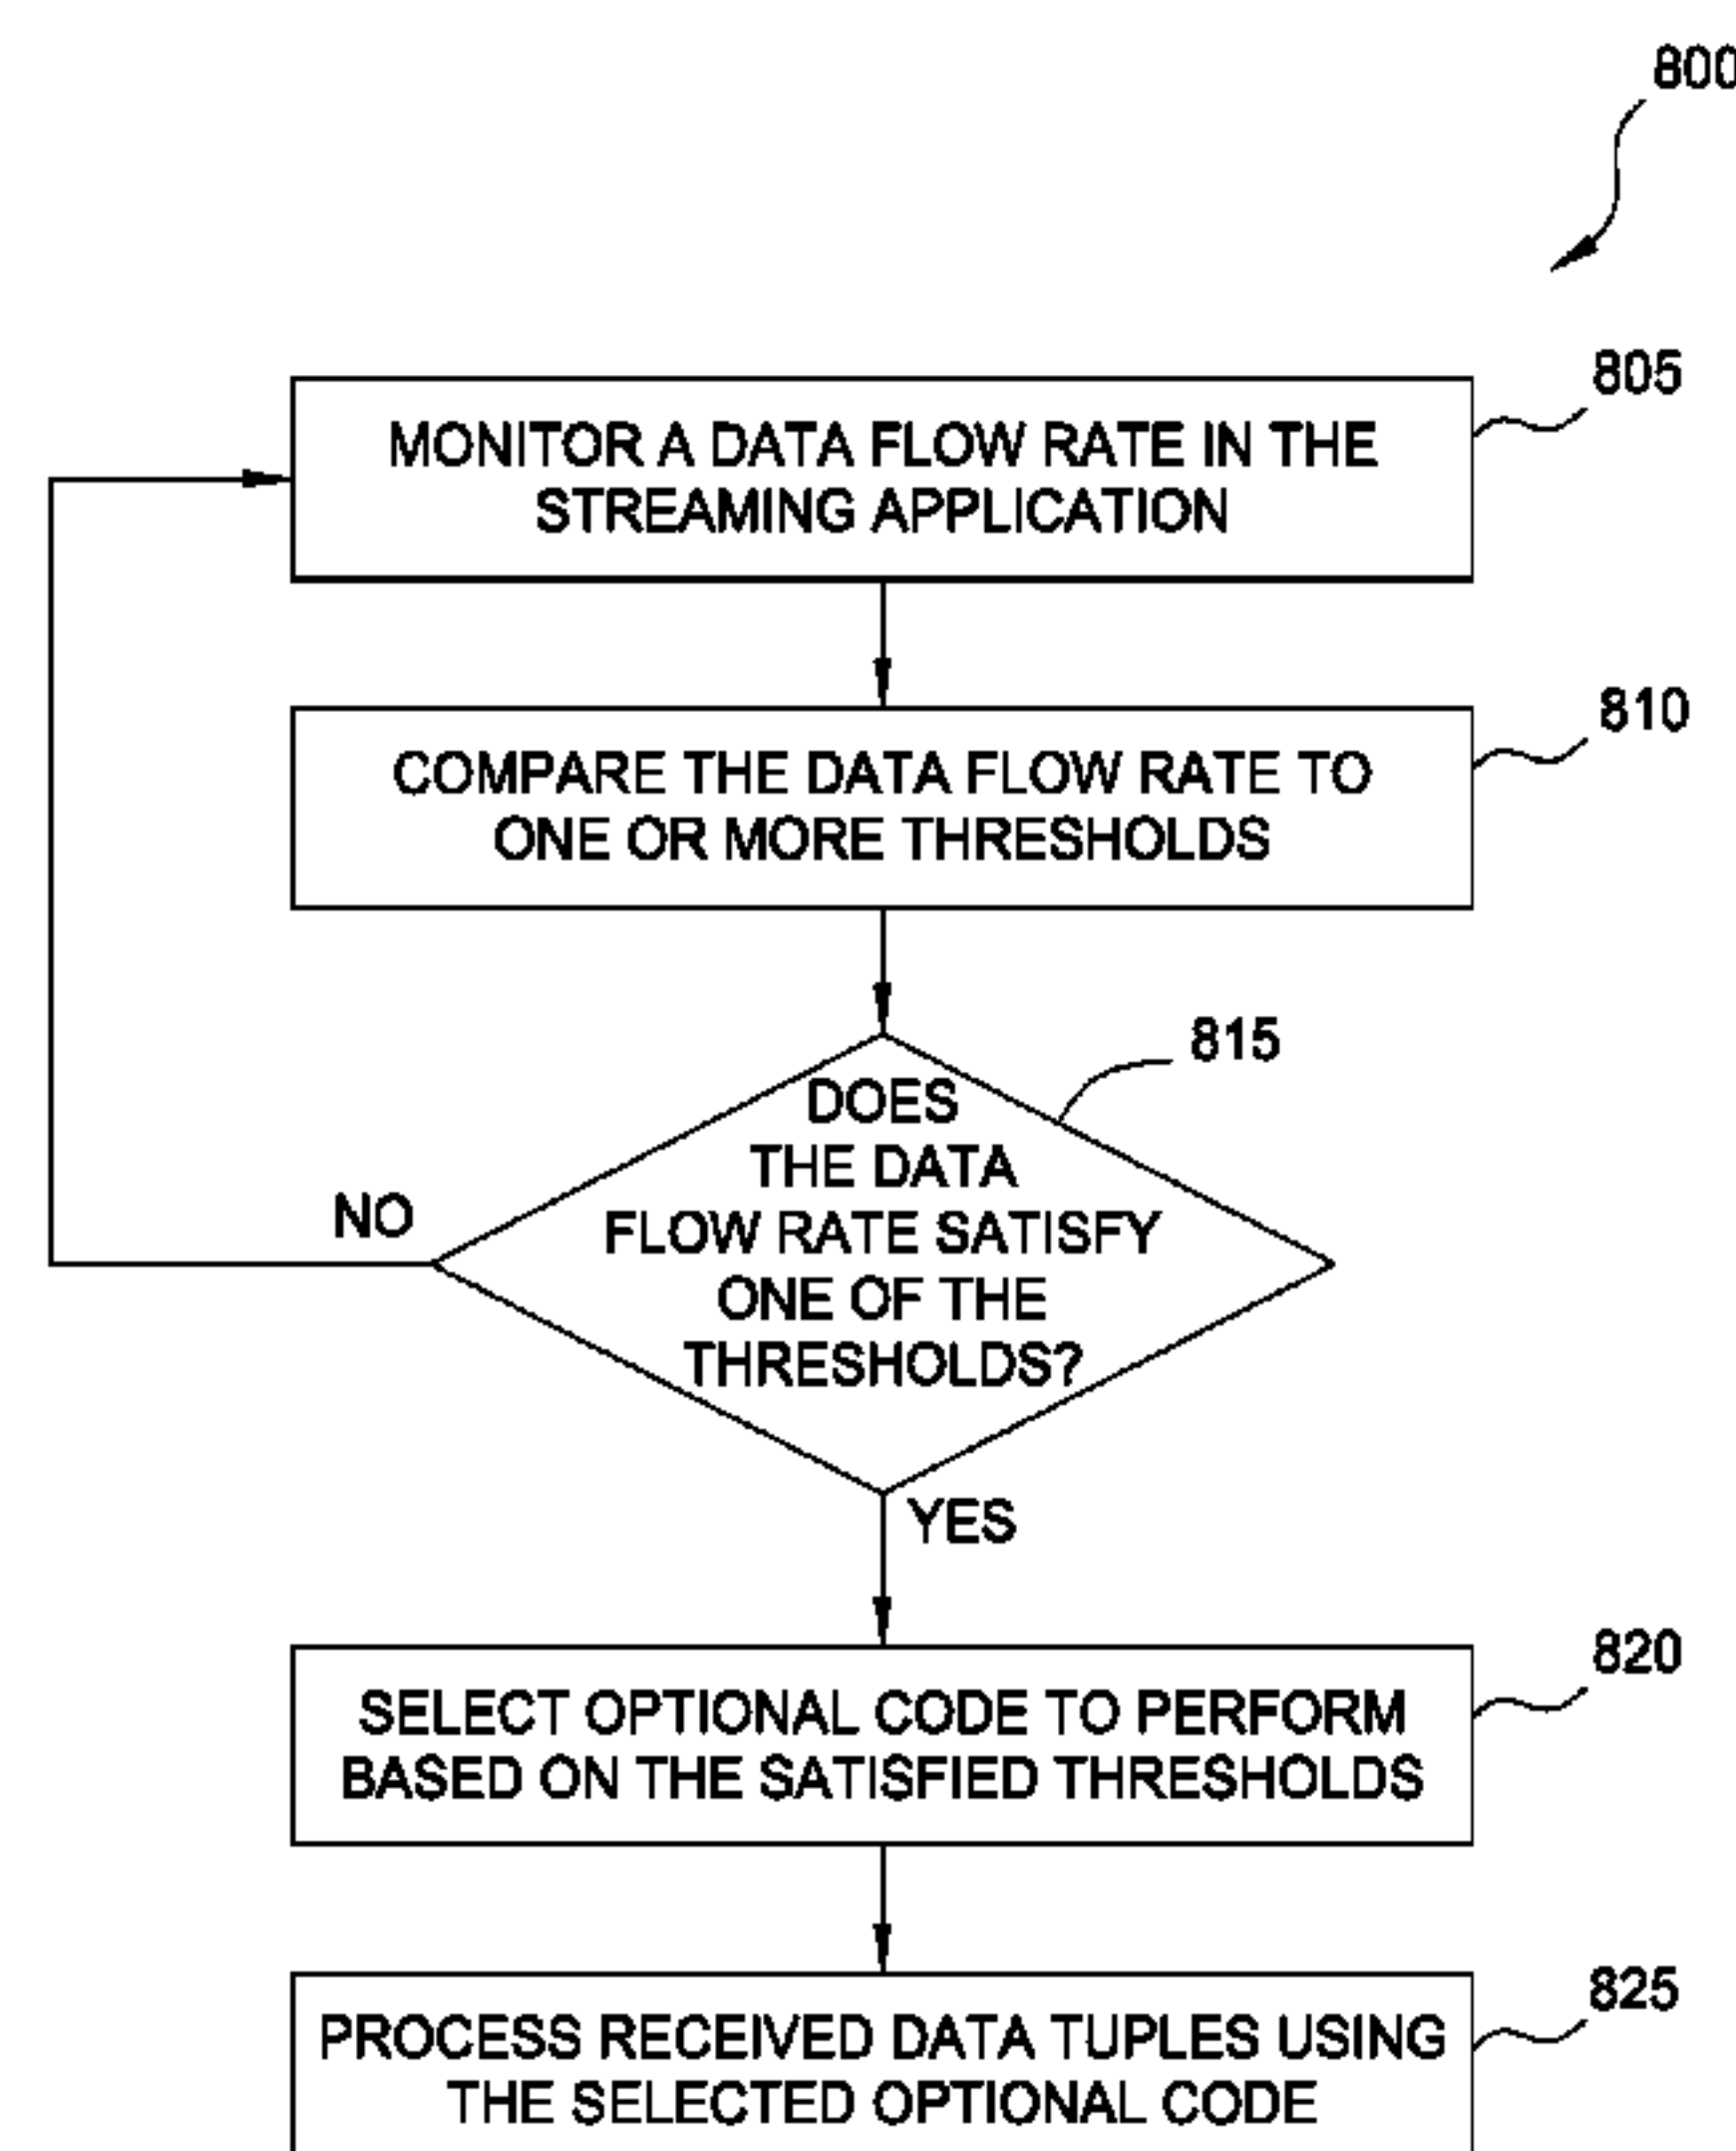 800
805
MONITOR A DATA FLOW RATE IN THE
STREAMING APPLICATION
810
COMPARE THE DATA FLOW RATE TO
ONE OR MORE THRESHOLDS
815
DOES
THE DATA
FLOW RATE SATISFY
ONE OF THE
THRESHOLDS?
NO
YES
820
SELECT OPTIONAL CODE TO PERFORM
BASED ON THE SATISFIED THRESHOLDS
825
PROCESS RECEIVED DATA TUPLES USING
THE SELECTED OPTIONAL CODE